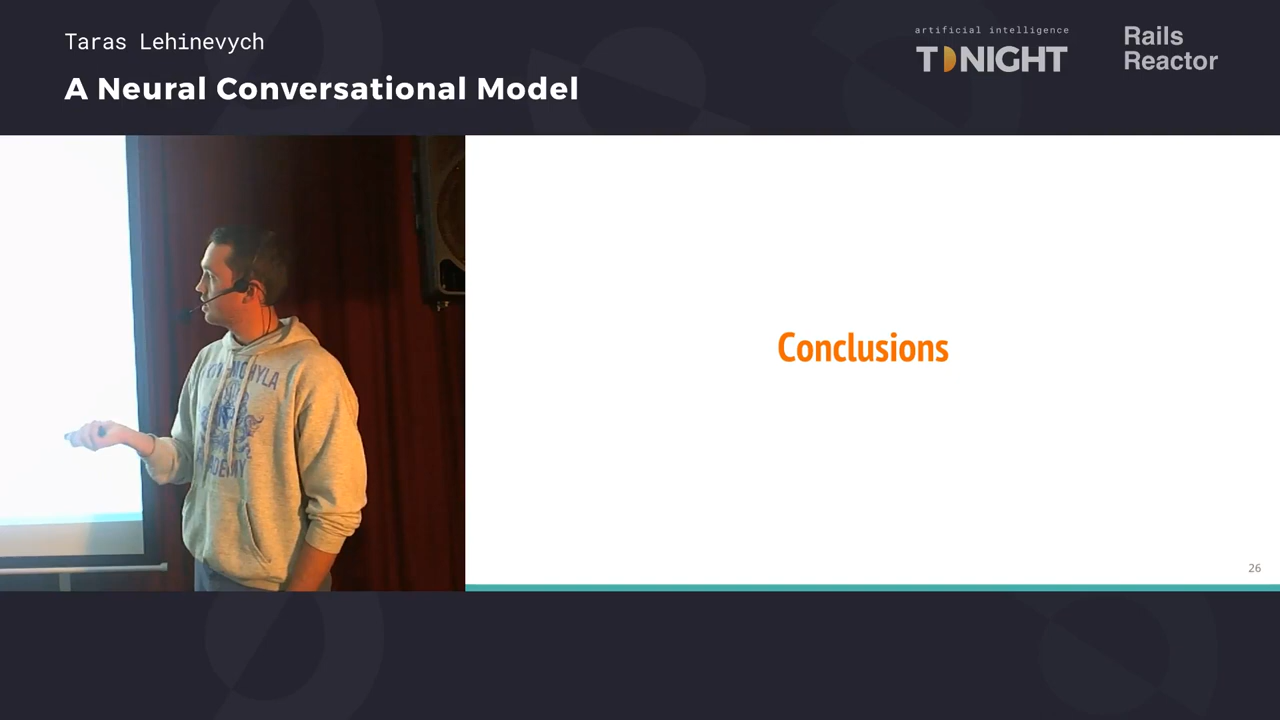 Taras Lehinevych
A Neural Conversational Model
artificial intelligence
TONIGHT
Rails
Reactor
Conclusions
26